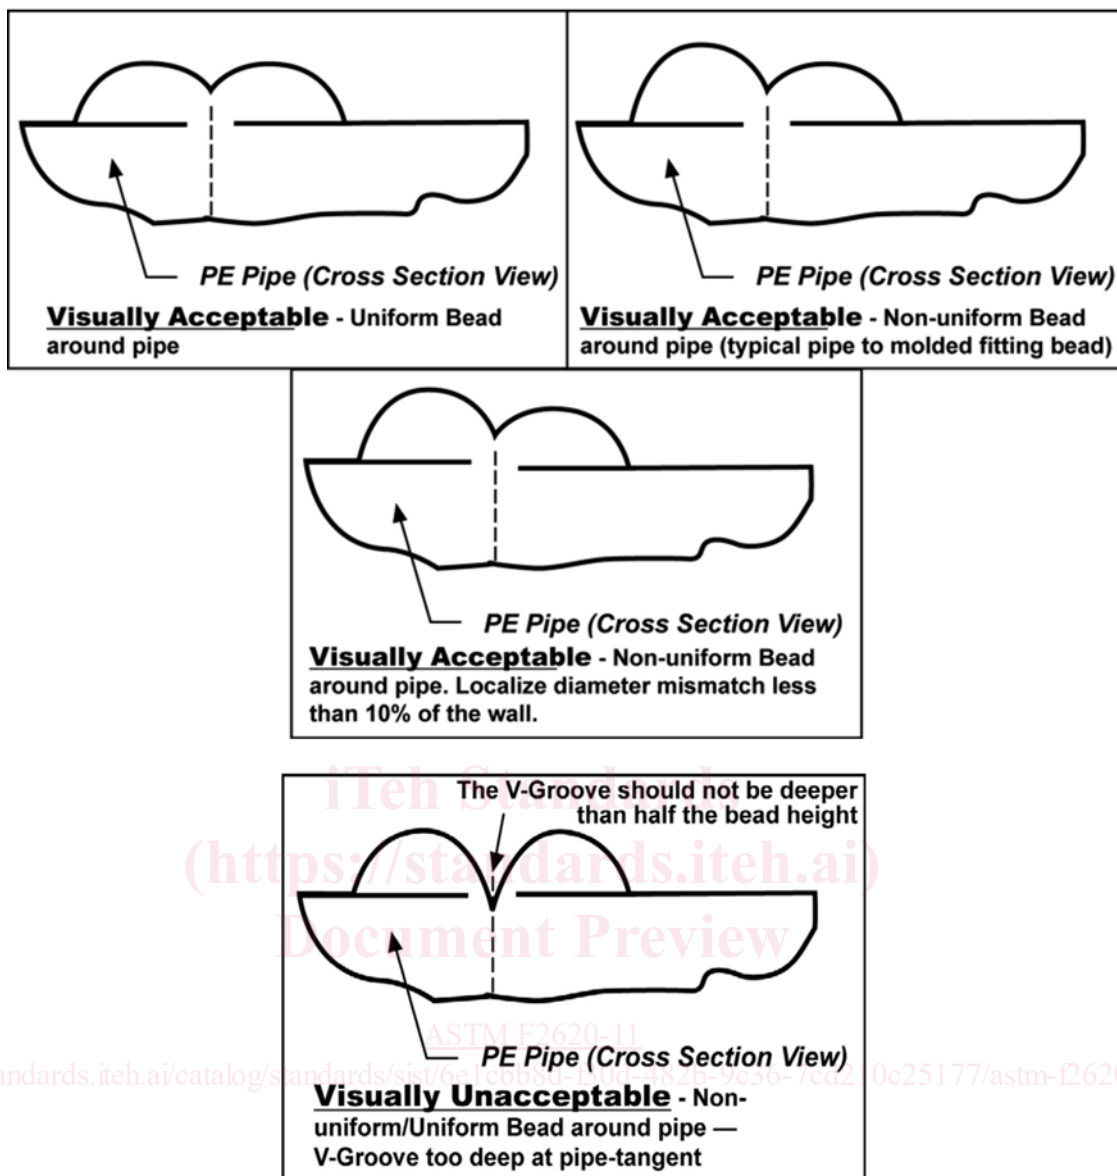 PE Pipe (Cross Section View)
Visually Acceptable - Uniform Bead
around pipe
PE Pipe (Cross Section View)
Visually Acceptable - Non-uniform Bead
around pipe (typical pipe to molded fitting bead)
PE Pipe (Cross Section View)
Visually Acceptable - Non-uniform Bead
around pipe. Localize diameter mismatch less
than 10% of the wall.
iTeh Standards
(https://standards.iteh.ai)
Document Preview
The V-Groove should not be deeper
than half the bead height
ASTM F2620-11
PE Pipe (Cross Section View)
Visually Unacceptable - Non-
uniform/Uniform Bead around pipe —
V-Groove too deep at pipe-tangent